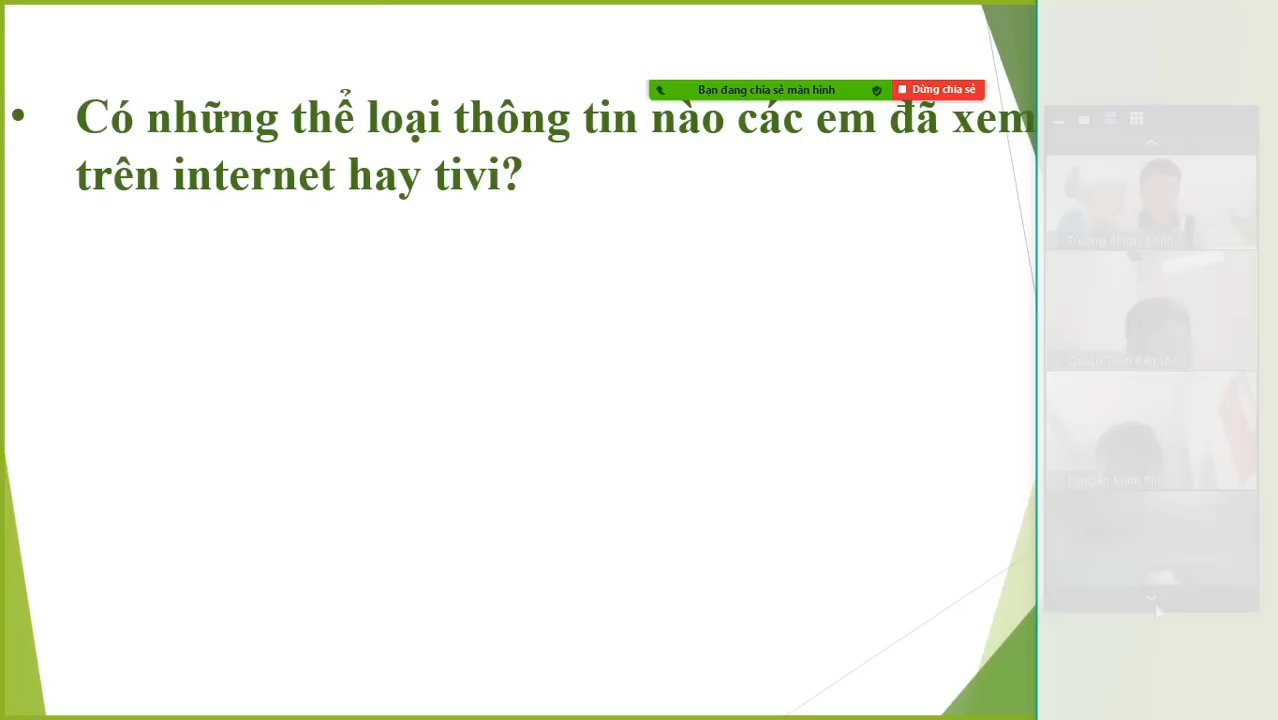 Bạn đang chia sẻ màn hình Dừng chia sẻ
• Có những thể loại thông tin nào các em đã xem
trên internet hay tivi?